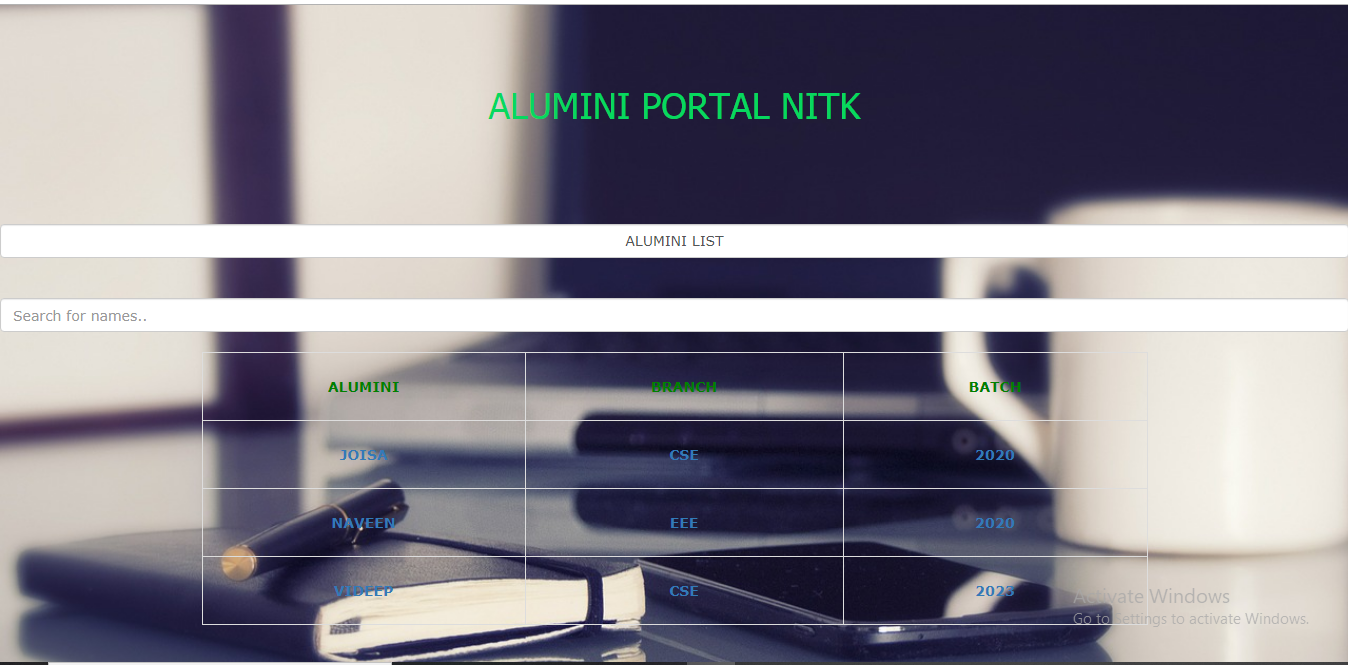 ALUMINI PORTAL NITK
ALUMINI LIST
Search for names..
ALUMINI BRANCH BATCH
JOISA CSE 2020
NAVEEN EEE 2020
VIDEEP CSE 2023
Activate Windows
Go to Settings to activate Windows.